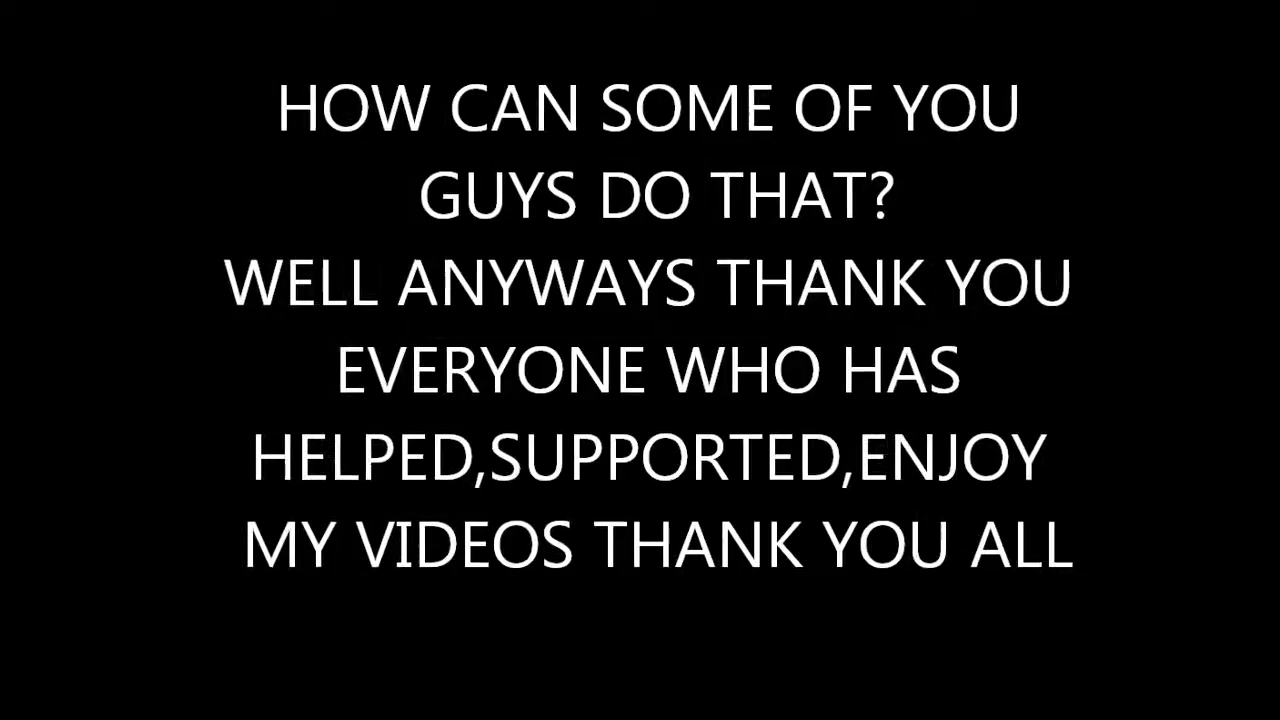 HOW CAN SOME OF YOU
GUYS DO THAT?
WELL ANYWAYS THANK YOU
EVERYONE WHO HAS
HELPED,SUPPORTED,ENJOY
MY VIDEOS THANK YOU ALL